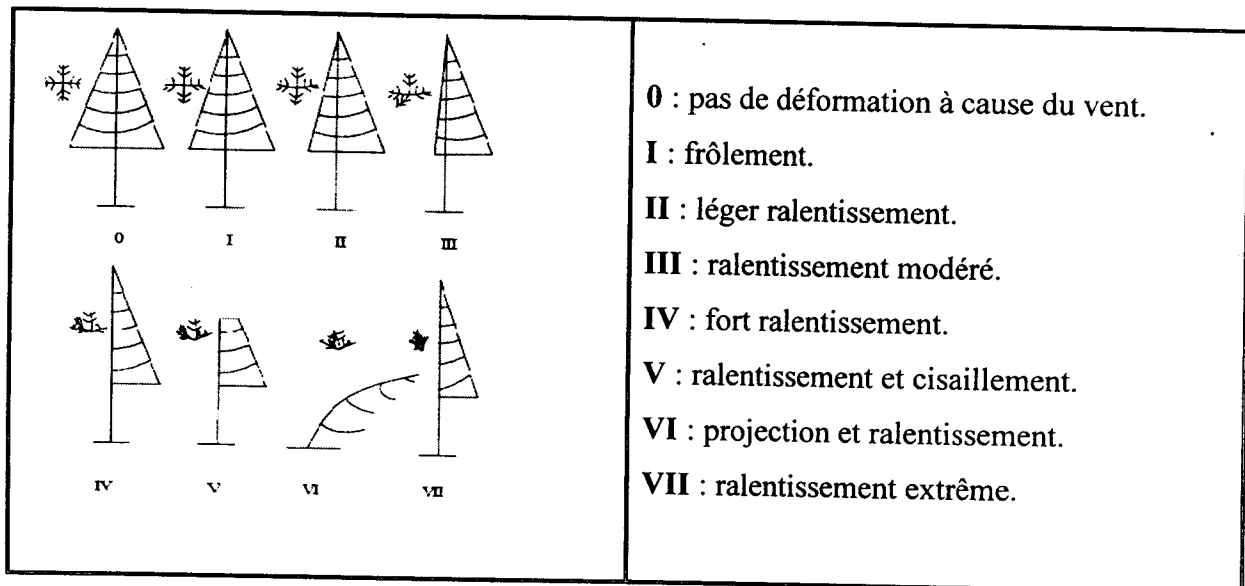 0 I II III
IV V VI VII
0 : pas de déformation à cause du vent.
I : frôlement.
II : léger ralentissement.
III : ralentissement modéré.
IV : fort ralentissement.
V : ralentissement et cisaillement.
VI : projection et ralentissement.
VII : ralentissement extrême.